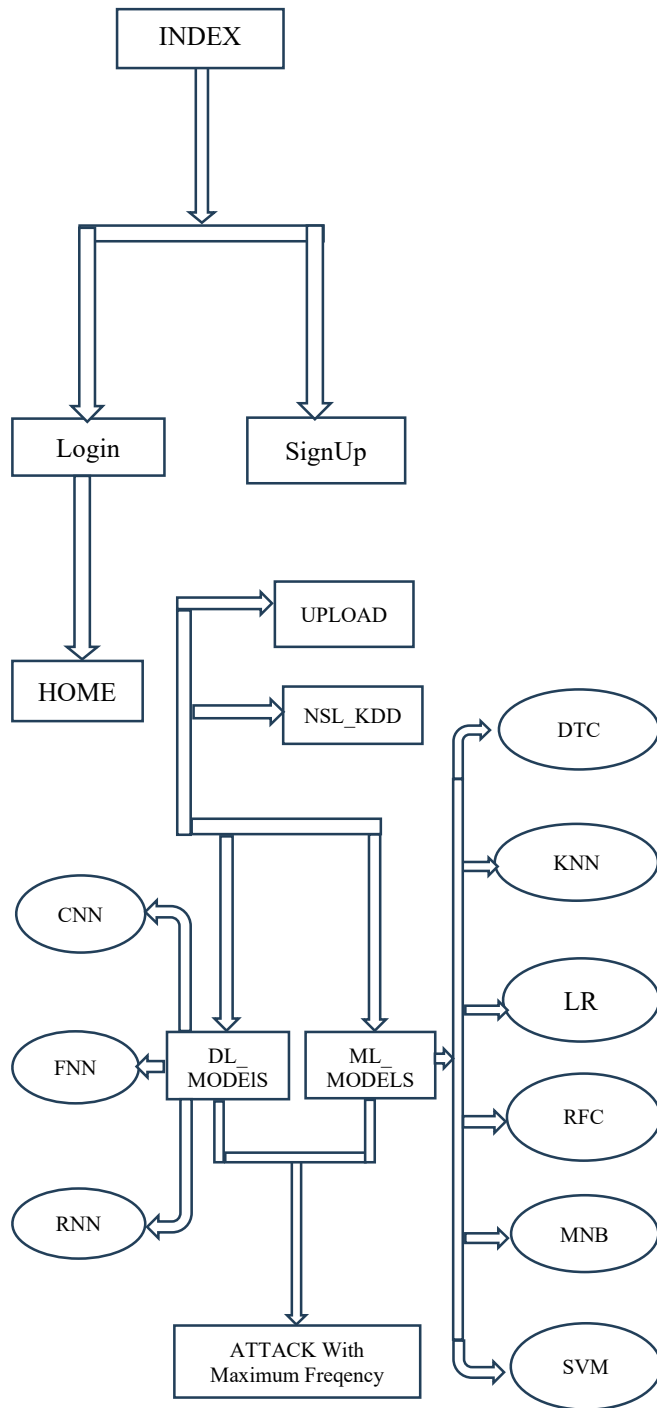 INDEX
Login
SignUp
UPLOAD
HOME
NSL_KDD
DTC
KNN
CNN
LR
DL_
MODElS
ML_
MODELS
FNN
RFC
RNN
MNB
ATTACK With
Maximum Freqency
SVM